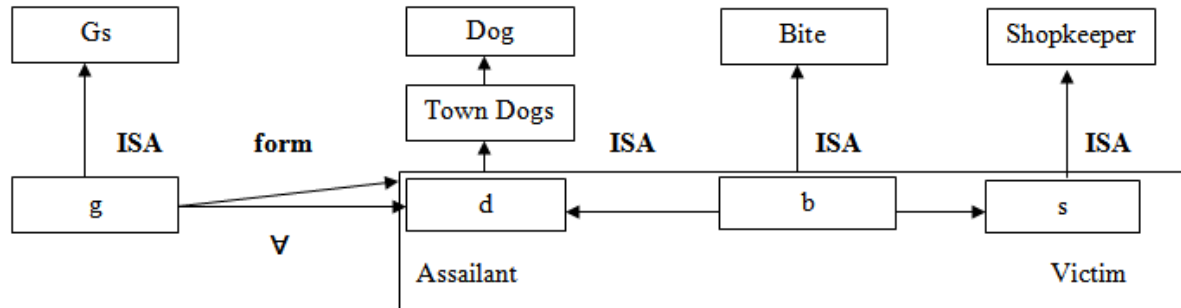 Gs Dog Bite Shopkeeper
Town Dogs
ISA form ISA ISA ISA
g d b s
∀
Assailant Victim